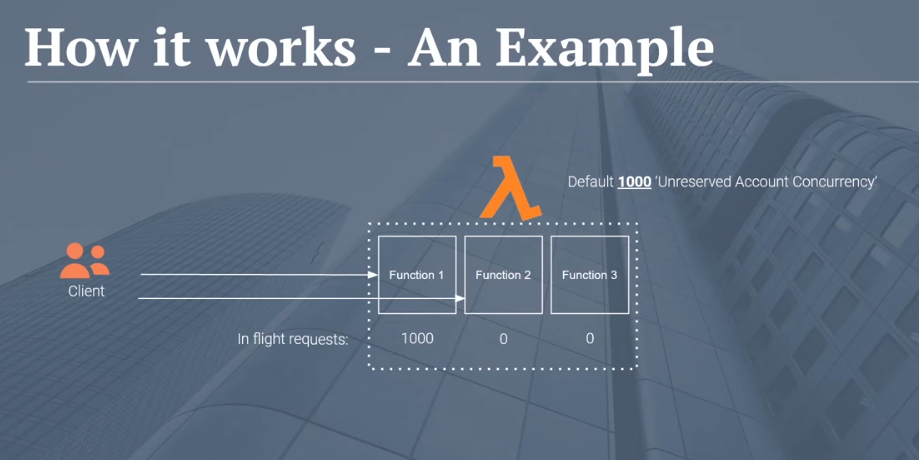 How it works - An Example
Default 1000 'Unreserved Account Concurrency'
Client
Function 1 Function 2 Function 3
In flight requests: 1000 0 0